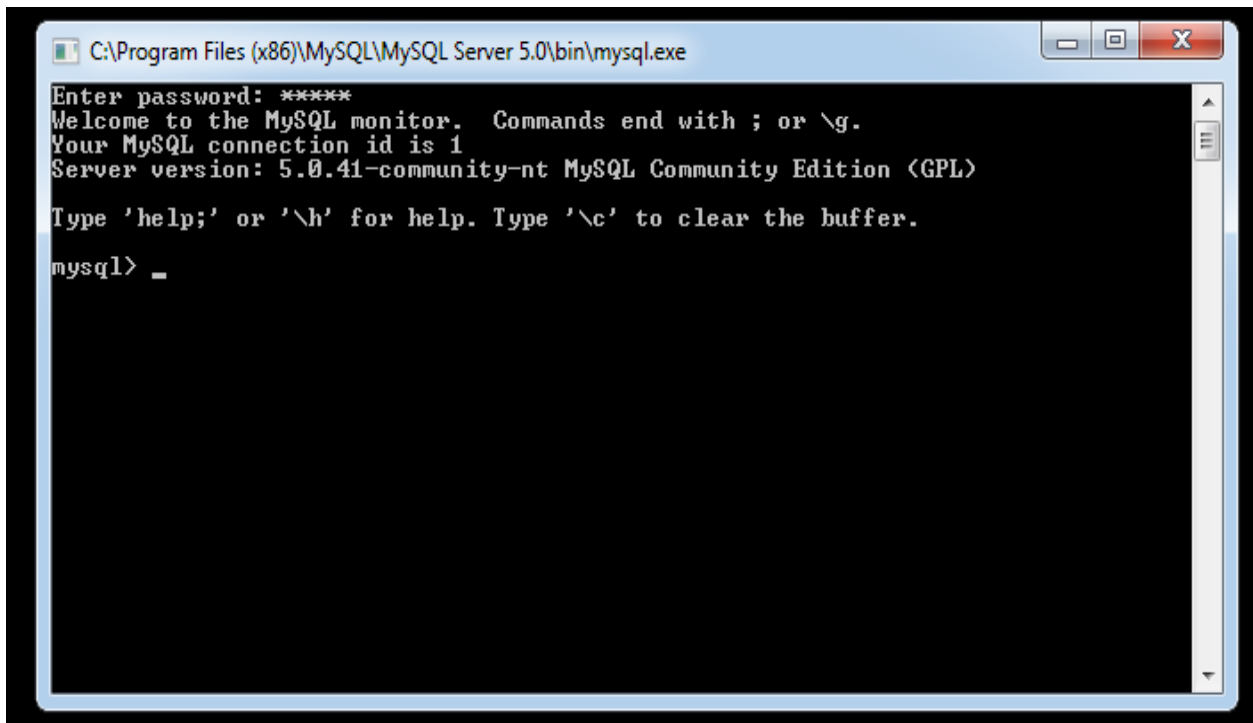 C:\Program Files (x86)\MySQL\MySQL Server 5.0\bin\mysql.exe
Enter password: *****
Welcome to the MySQL monitor.  Commands end with ; or \g.
Your MySQL connection id is 1
Server version: 5.0.41-community-nt MySQL Community Edition (GPL)
Type 'help;' or '\h' for help. Type '\c' to clear the buffer.
mysql> _